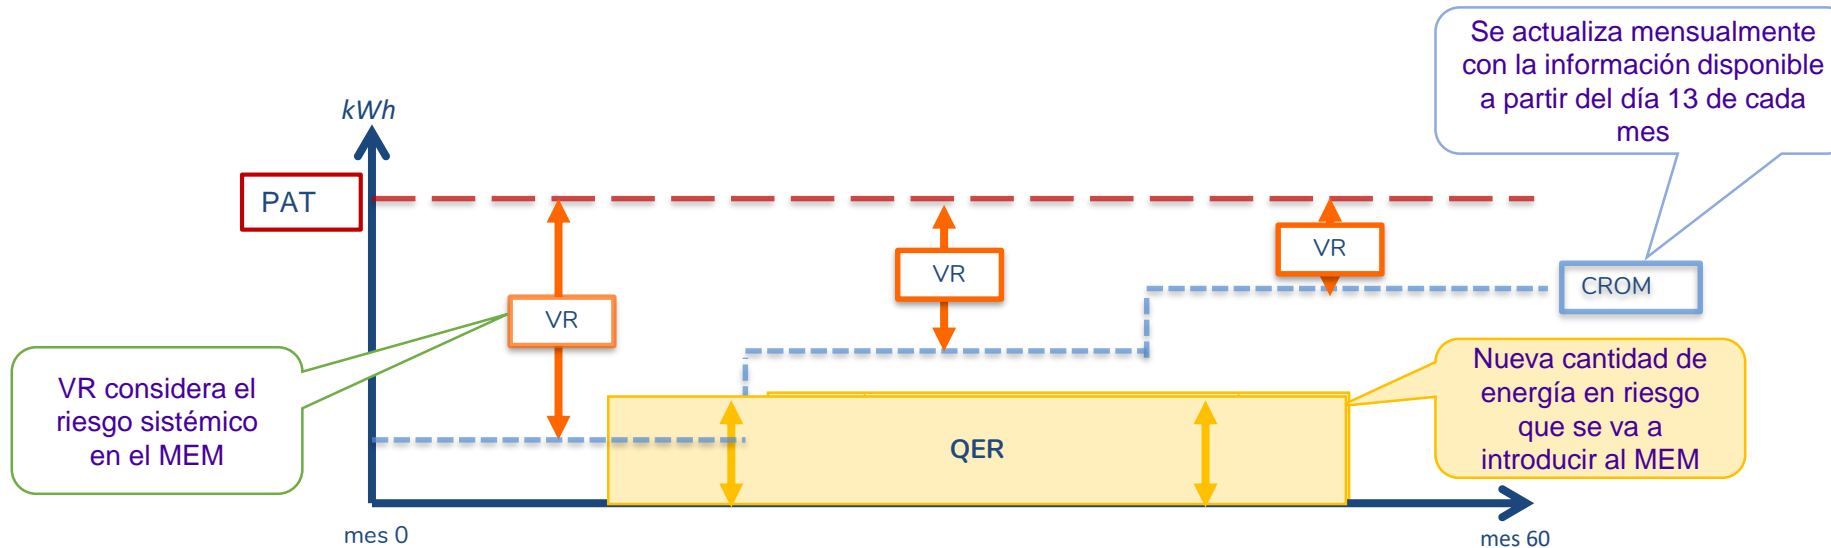 Se actualiza mensualmente
con la información disponible
a partir del día 13 de cada
mes
kWh
PAT
VR
VR
VR
CROM
VR considera el
riesgo sistémico
en el MEM
QER
Nueva cantidad de
energía en riesgo
que se va a
introducir al MEM
mes 0
mes 60